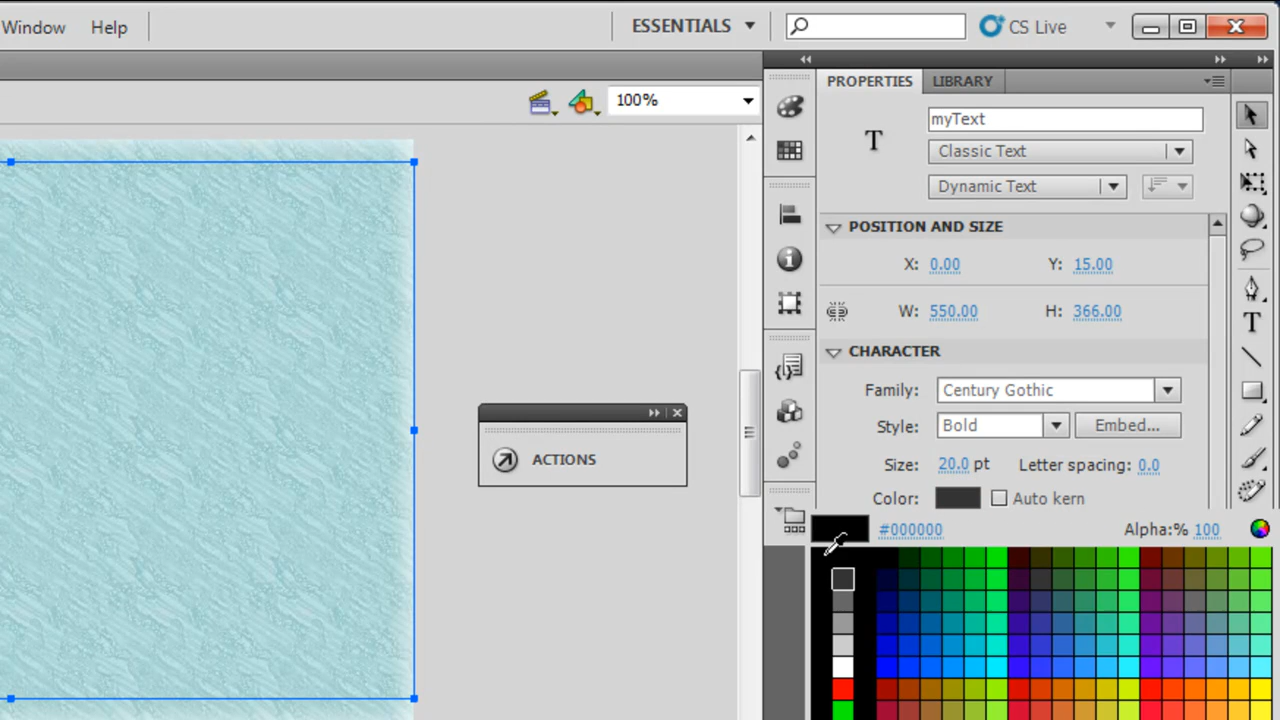 Window Help ESSENTIALS CS Live
PROPERTIES LIBRARY
100%
myText
T
Classic Text
Dynamic Text
POSITION AND SIZE
X: 0.00 Y: 15.00
W: 550.00 H: 366.00
CHARACTER
Family: Century Gothic
Style: Bold Embed...
ACTIONS
Size: 20.0 pt Letter spacing: 0.0
Color: Auto kern
#000000 Alpha:% 100